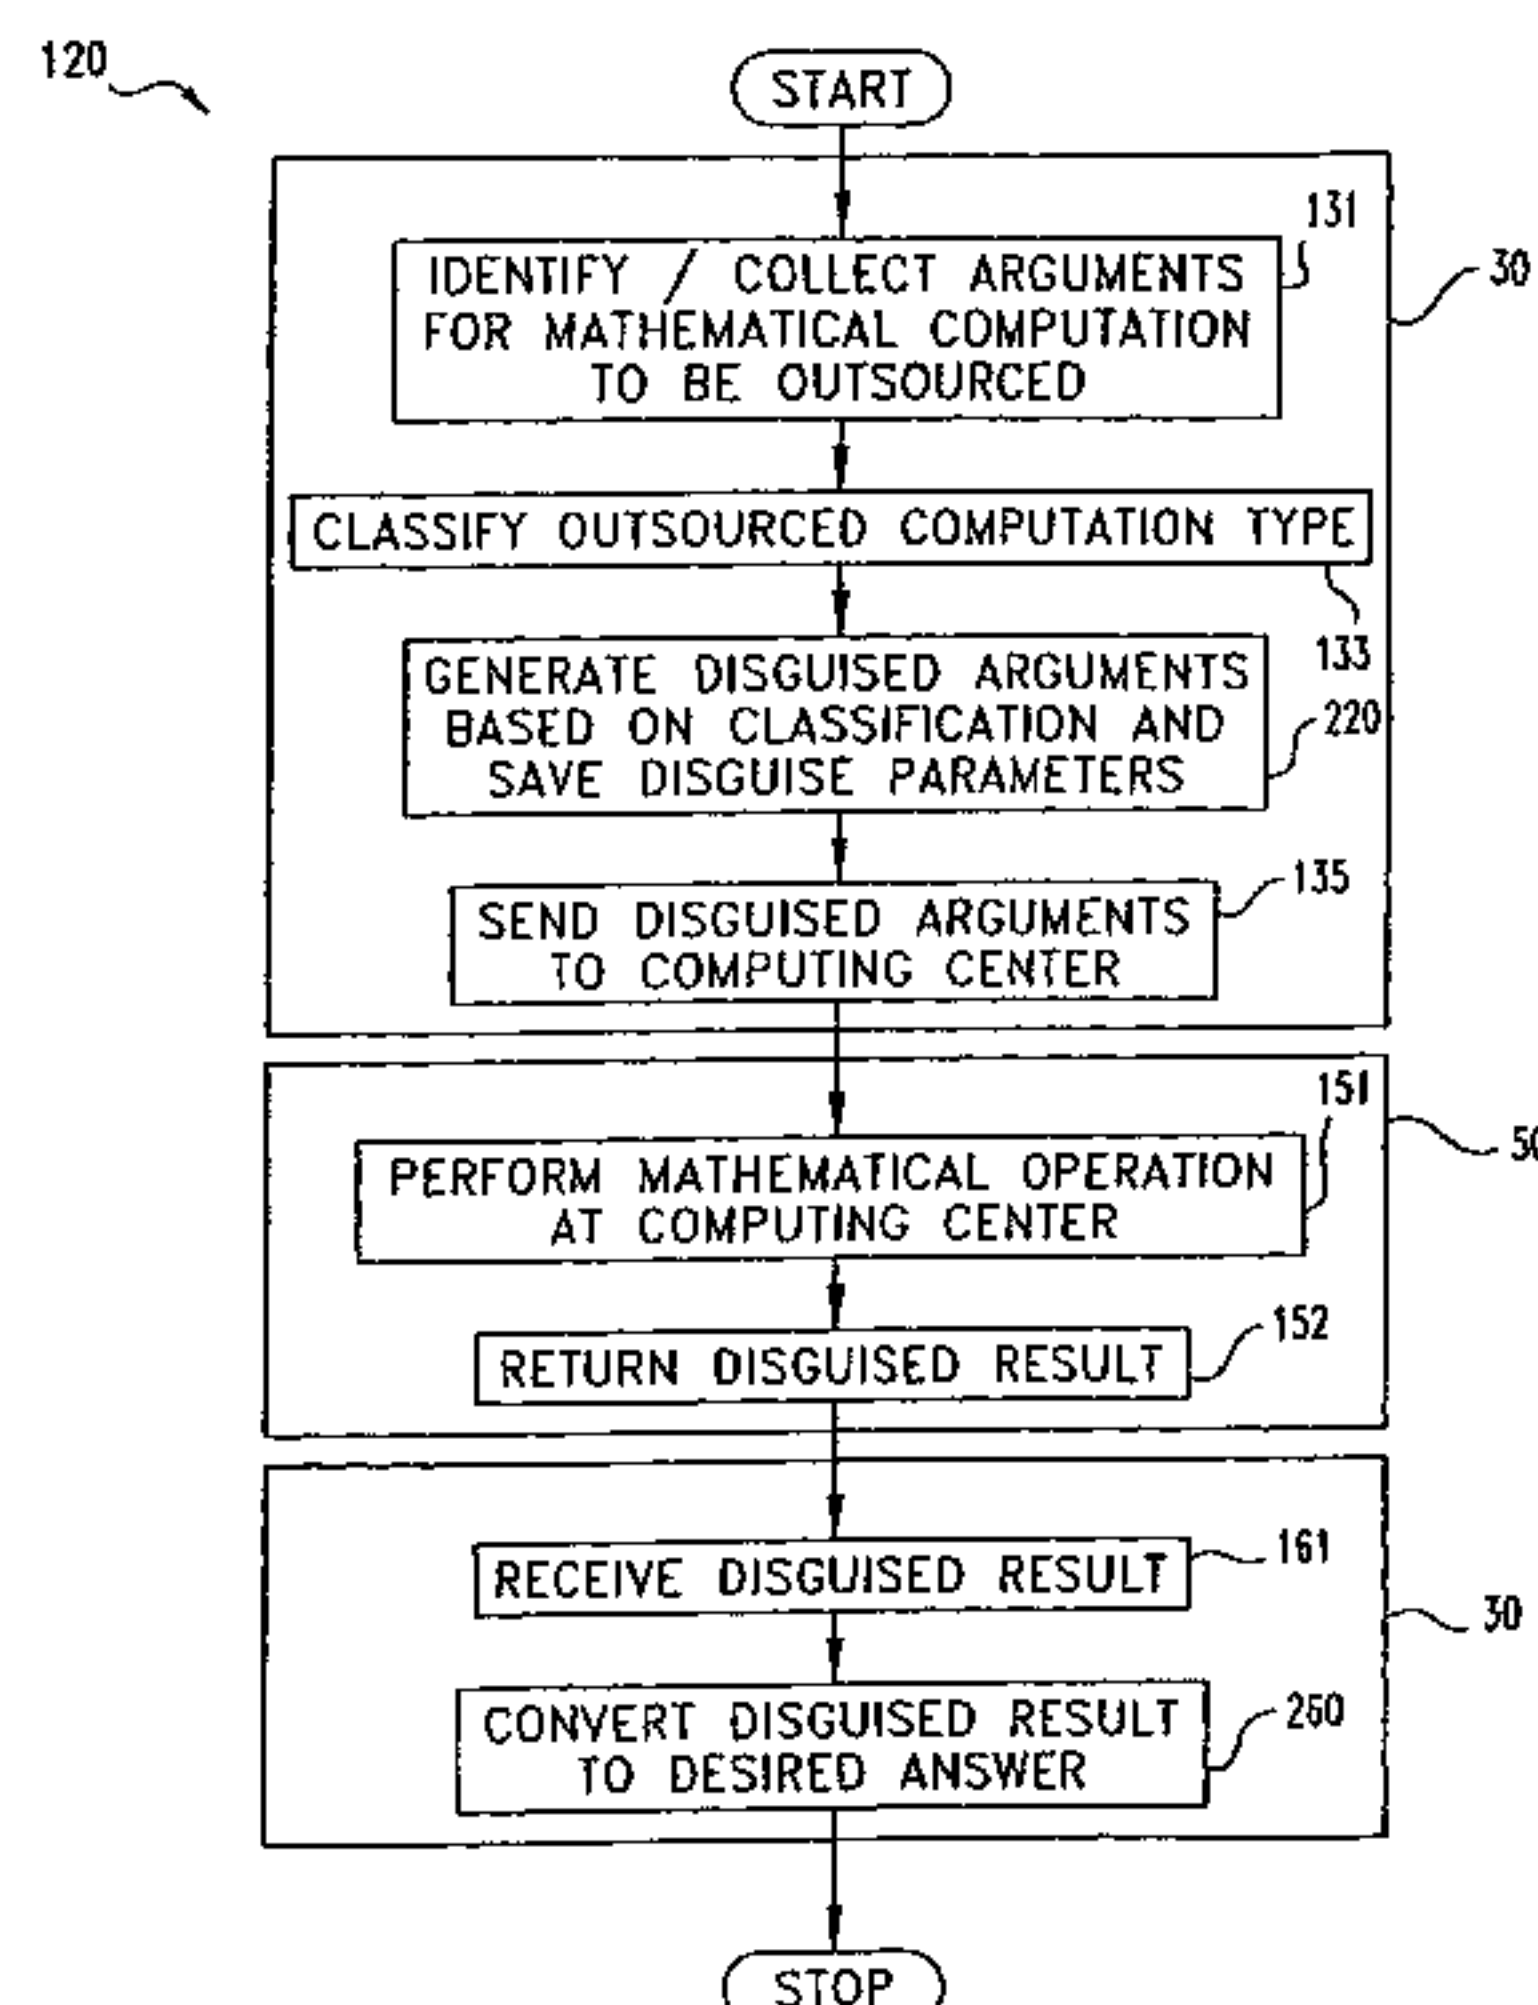 120
START
131
IDENTIFY / COLLECT ARGUMENTS
FOR MATHEMATICAL COMPUTATION
TO BE OUTSOURCED
30
CLASSIFY OUTSOURCED COMPUTATION TYPE
133
GENERATE DISGUISED ARGUMENTS
BASED ON CLASSIFICATION AND
SAVE DISGUISE PARAMETERS
220
SEND DISGUISED ARGUMENTS
TO COMPUTING CENTER
135
151
50
PERFORM MATHEMATICAL OPERATION
AT COMPUTING CENTER
152
RETURN DISGUISED RESULT
161
RECEIVE DISGUISED RESULT
30
CONVERT DISGUISED RESULT
TO DESIRED ANSWER
260
STOP